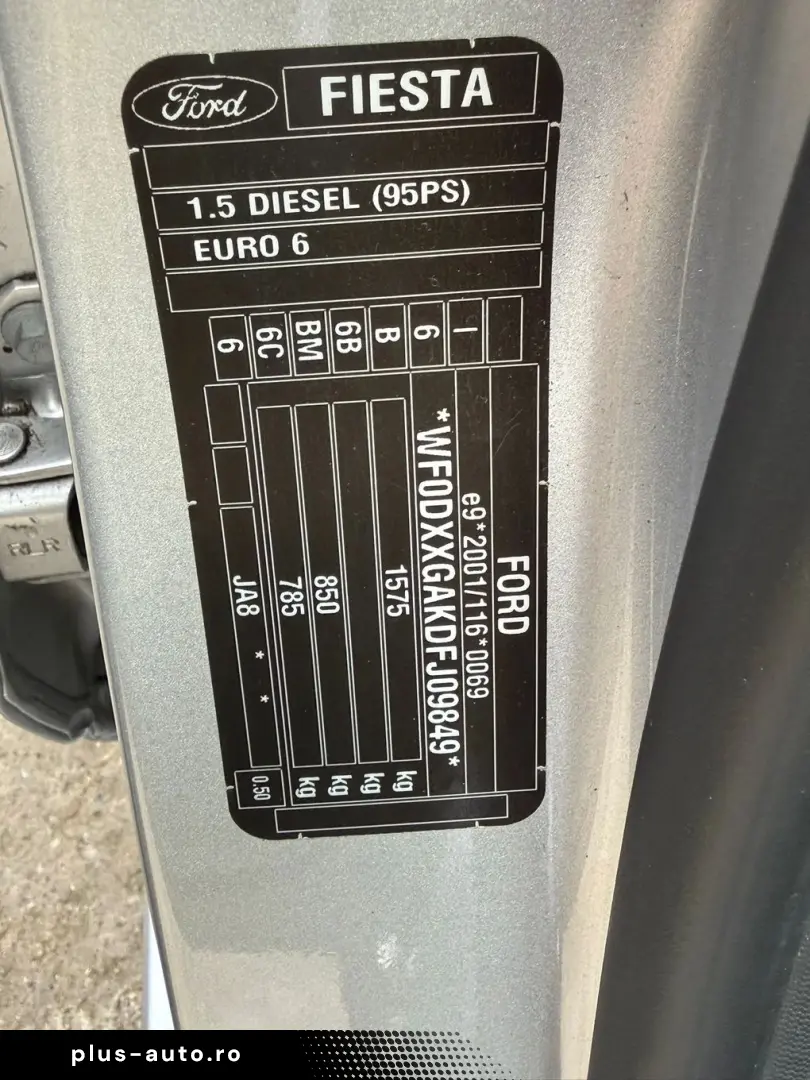 Ford
FIESTA
1.5 DIESEL (95PS)
EURO 6
6 6C BM 6B B 6 I
FORD
e9*2001/116*0069
*WF0DXXGAKDFJ09849*
1575 kg
kg
850 kg
785 kg
JA8 * * 0.50
RLR
plus-auto.ro